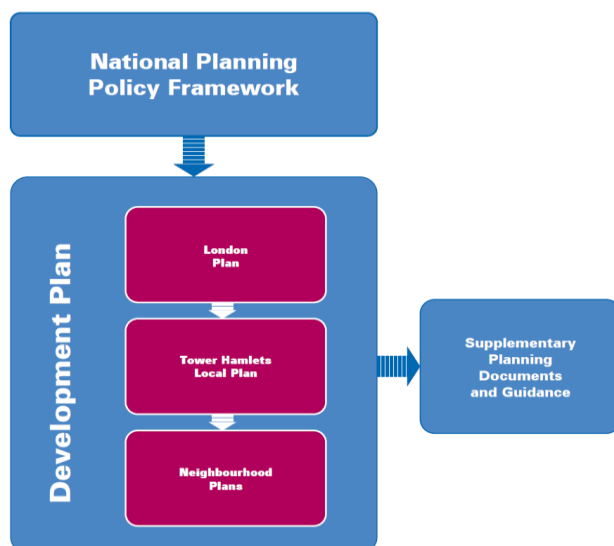 National Planning
Policy Framework
Development Plan
London
Plan
Tower Hamlets
Local Plan
Neighbourhood
Plans
Supplementary
Planning
Documents
and Guidance